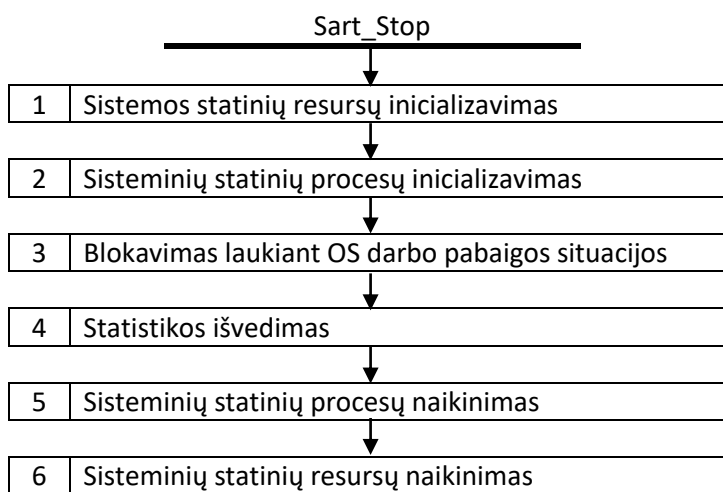 Sart_Stop
1 Sistemos statinių resursų inicializavimas
2 Sisteminių statinių procesų inicializavimas
3 Blokavimas laukiant OS darbo pabaigos situacijos
4 Statistikos išvedimas
5 Sisteminių statinių procesų naikinimas
6 Sisteminių statinių resursų naikinimas